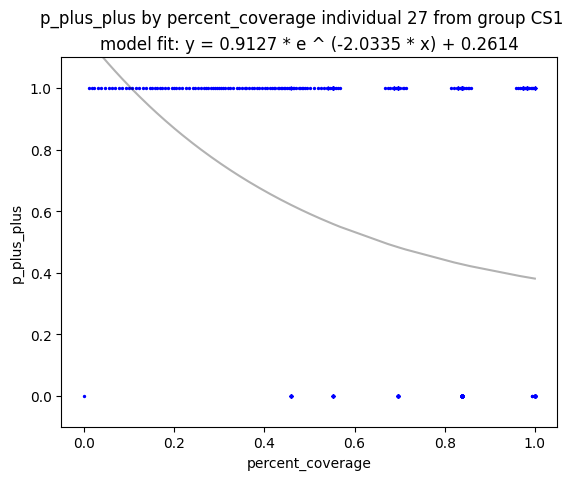 p_plus_plus by percent_coverage individual 27 from group CS1
model fit: y = 0.9127 * e ^ (-2.0335 * x) + 0.2614
1.0
0.8
0.6
0.4
0.2
0.0
p_plus_plus
0.0 0.2 0.4 0.6 0.8 1.0
percent_coverage